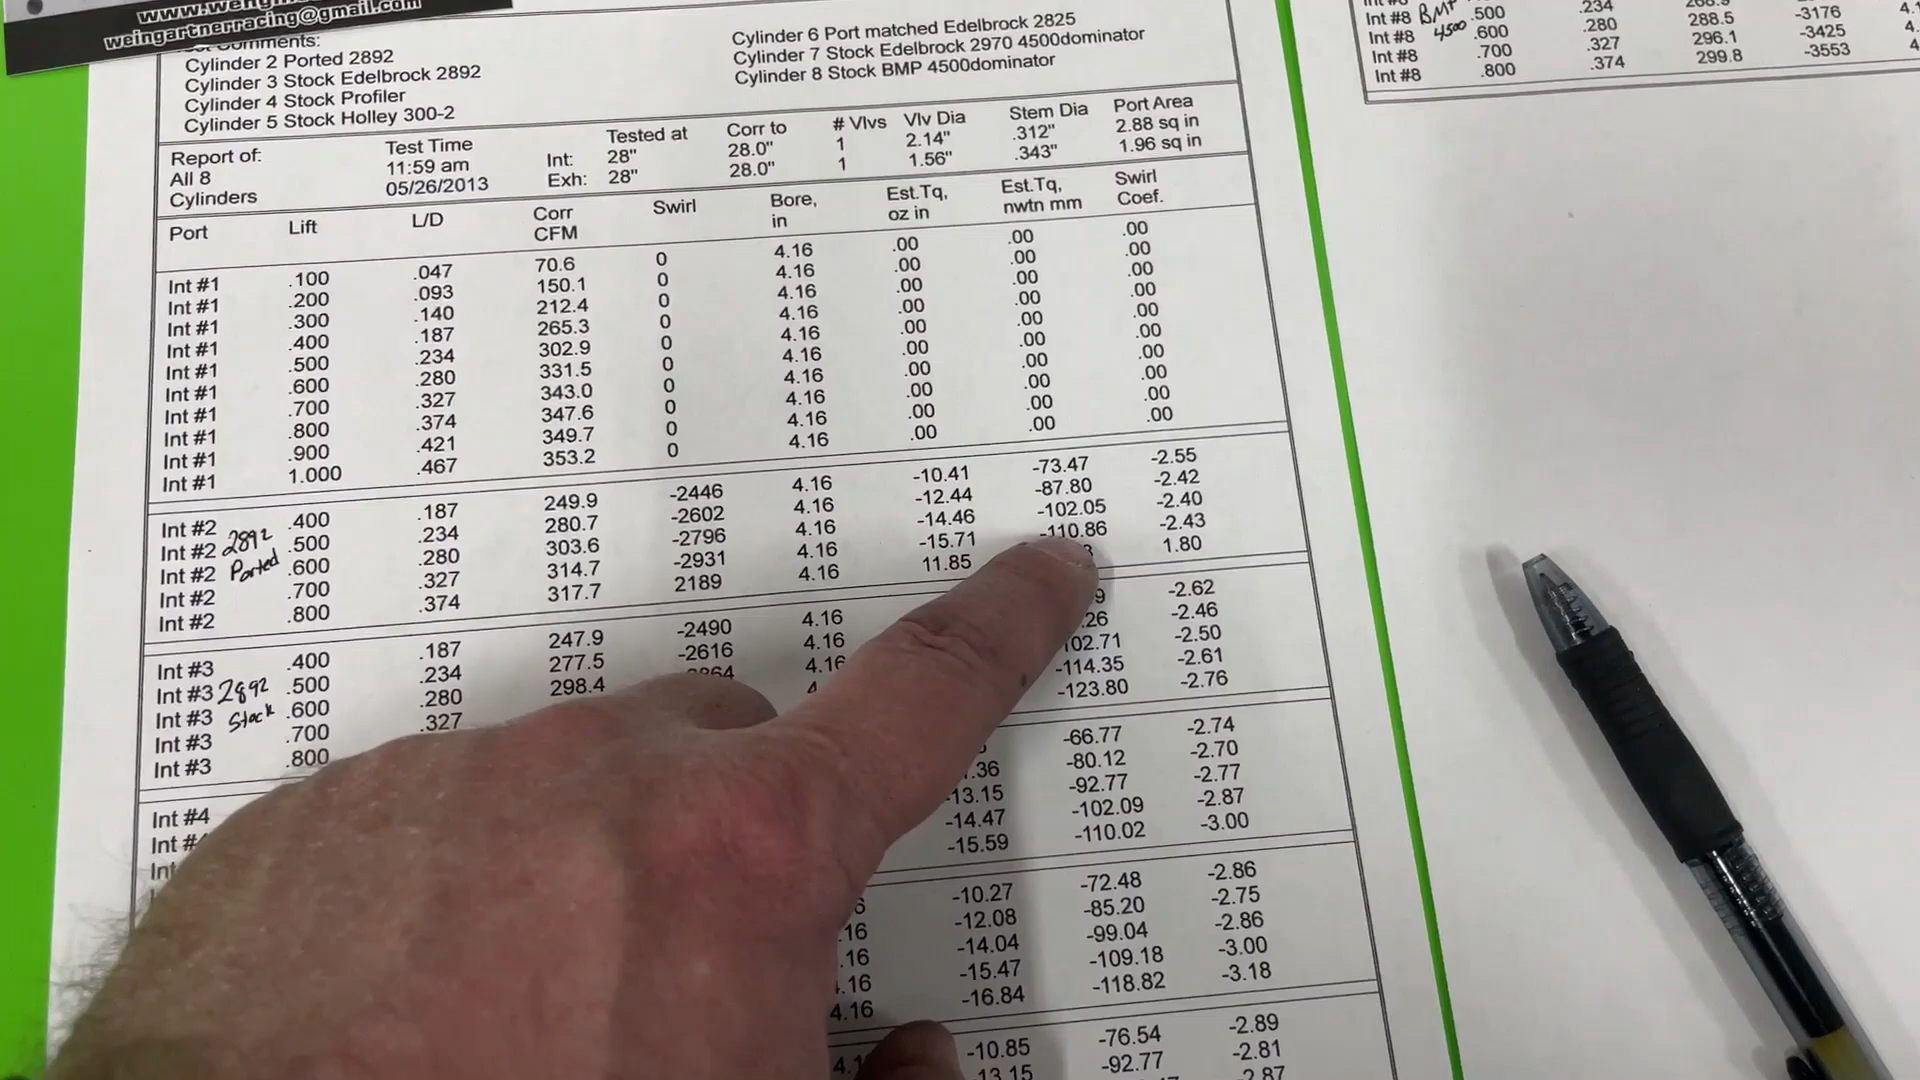 weingartnerracing@gmail.com
Comments:
Cylinder 2 Ported 2892
Cylinder 3 Stock Edelbrock 2892
Cylinder 4 Stock Profiler
Cylinder 5 Stock Holley 300-2
Cylinder 6 Port matched Edelbrock 2825
Cylinder 7 Stock Edelbrock 2970 4500dominator
Cylinder 8 Stock BMP 4500dominator
Report of:
All 8
Cylinders
Test Time
11:59 am
05/26/2013
Tested at Corr to # Vlvs Vlv Dia Stem Dia Port Area
Int: 28" 28.0" 1 2.14" .312" 2.88 sq in
Exh: 28" 28.0" 1 1.56" .343" 1.96 sq in
Port Lift L/D Corr CFM Swirl Bore, in Est.Tq, oz in Est.Tq, nwtn mm Swirl Coef.
Int #1 .100 .047 70.6 0 4.16 .00 .00 .00
Int #1 .200 .093 150.1 0 4.16 .00 .00 .00
Int #1 .300 .140 212.4 0 4.16 .00 .00 .00
Int #1 .400 .187 265.3 0 4.16 .00 .00 .00
Int #1 .500 .234 302.9 0 4.16 .00 .00 .00
Int #1 .600 .280 331.5 0 4.16 .00 .00 .00
Int #1 .700 .327 343.0 0 4.16 .00 .00 .00
Int #1 .800 .374 347.6 0 4.16 .00 .00 .00
Int #1 .900 .421 349.7 0 4.16 .00 .00 .00
Int #1 1.000 .467 353.2 0 4.16 .00 .00 .00
Int #2 .400 .187 249.9 -2446 4.16 -10.41 -73.47 -2.55
Int #2 2892 .500 .234 280.7 -2602 4.16 -12.44 -87.80 -2.42
Int #2 Ported .600 .280 303.6 -2796 4.16 -14.46 -102.05 -2.40
Int #2 .700 .327 314.7 -2931 4.16 -15.71 -110.86 -2.43
Int #2 .800 .374 317.7 2189 4.16 11.85 1.80
Int #3 .400 .187 247.9 -2490 4.16 -2.62
Int #3 2892 .500 .234 277.5 -2616 4.16 .26 -2.46
Int #3 Stock .600 .280 298.4 4.16 102.71 -2.50
Int #3 .700 .327 -114.35 -2.61
Int #3 .800 -123.80 -2.76
Int #4 -66.77 -2.74
.36 -80.12 -2.70
Int -13.15 -92.77 -2.77
-14.47 -102.09 -2.87
-15.59 -110.02 -3.00
-10.27 -72.48 -2.86
.16 -12.08 -85.20 -2.75
.16 -14.04 -99.04 -2.86
.16 -15.47 -109.18 -3.00
4.16 -16.84 -118.82 -3.18
-10.85 -76.54 -2.89
-13.15 -92.77 -2.81
-2.87
Int #8 BMP .500 .234
Int #8 4500 .600 .280 288.5 -3176
Int #8 .700 .327 296.1 -3425
Int #8 .800 .374 299.8 -3553